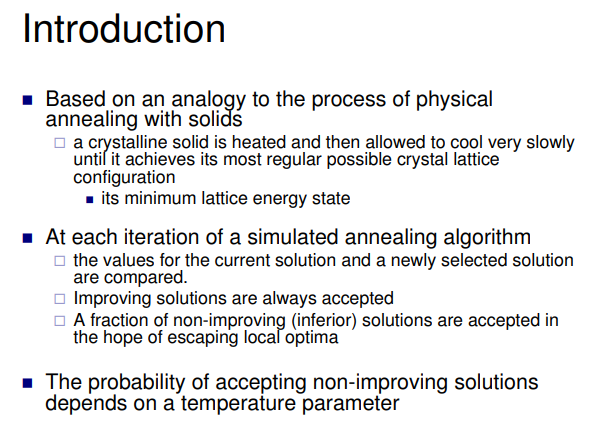 Introduction
Based on an analogy to the process of physical
annealing with solids
a crystalline solid is heated and then allowed to cool very slowly
until it achieves its most regular possible crystal lattice
configuration
its minimum lattice energy state
At each iteration of a simulated annealing algorithm
the values for the current solution and a newly selected solution
are compared.
Improving solutions are always accepted
A fraction of non-improving (inferior) solutions are accepted in
the hope of escaping local optima
The probability of accepting non-improving solutions
depends on a temperature parameter